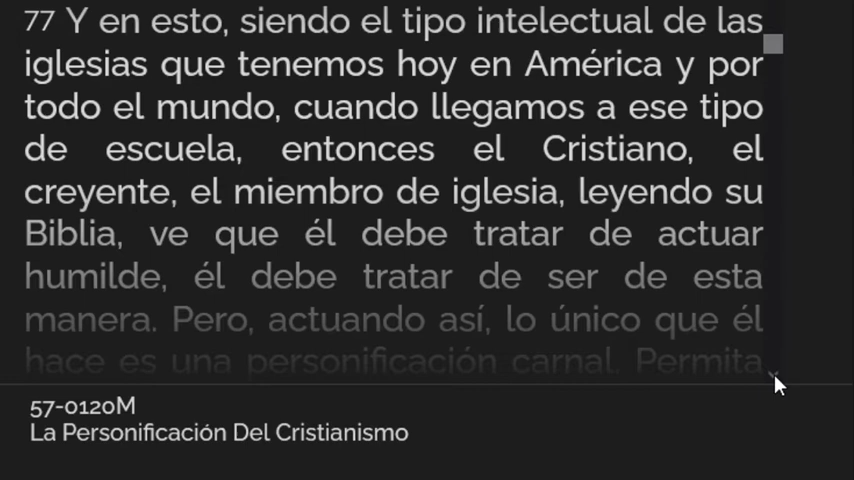 77 Y en esto, siendo el tipo intelectual de las
iglesias que tenemos hoy en América y por
todo el mundo, cuando llegamos a ese tipo
de escuela, entonces el Cristiano, el
creyente, el miembro de iglesia, leyendo su
Biblia, ve que él debe tratar de actuar
humilde, él debe tratar de ser de esta
manera. Pero, actuando así, lo único que él
hace es una personificación carnal. Permita
57-0120M
La Personificación Del Cristianismo